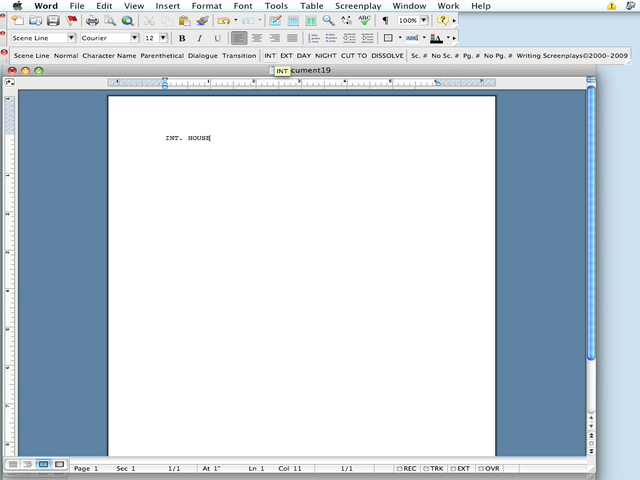 Word File Edit View Insert Format Font Tools Table Screenplay Window Work Help
100%
Scene Line Courier 12 B I U
Scene Line Normal Character Name Parenthetical Dialogue Transition INT EXT DAY NIGHT CUT TO DISSOLVE Sc. # No Sc. # Pg. # No Pg. # Writing Screenplays©2000-2009
INT cument19
INT. HOUSE
Page 1 Sec 1 1/1 At 1" Ln 1 Col 11 1/1 REC TRK EXT OVR